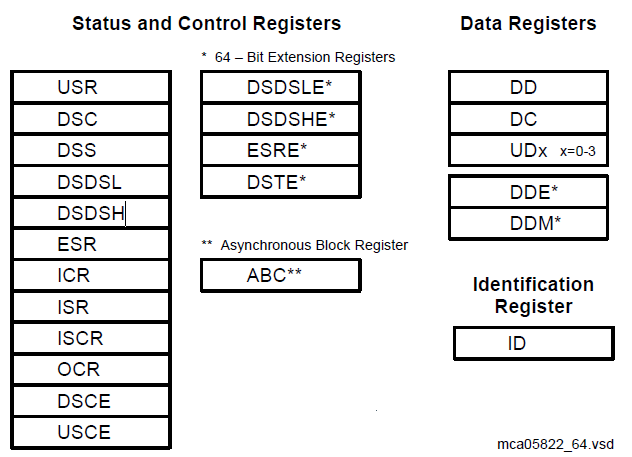 Status and Control Registers
* 64 – Bit Extension Registers
USR
DSC
DSS
DSDSL
DSDSH
ESR
ICR
ISR
ISCR
OCR
DSCE
USCE
DSDSLE*
DSDSHE*
ESRE*
DSTE*
** Asynchronous Block Register
ABC**
Data Registers
DD
DC
UDx x=0-3
DDE*
DDM*
Identification
Register
ID
mca05822_64.vsd